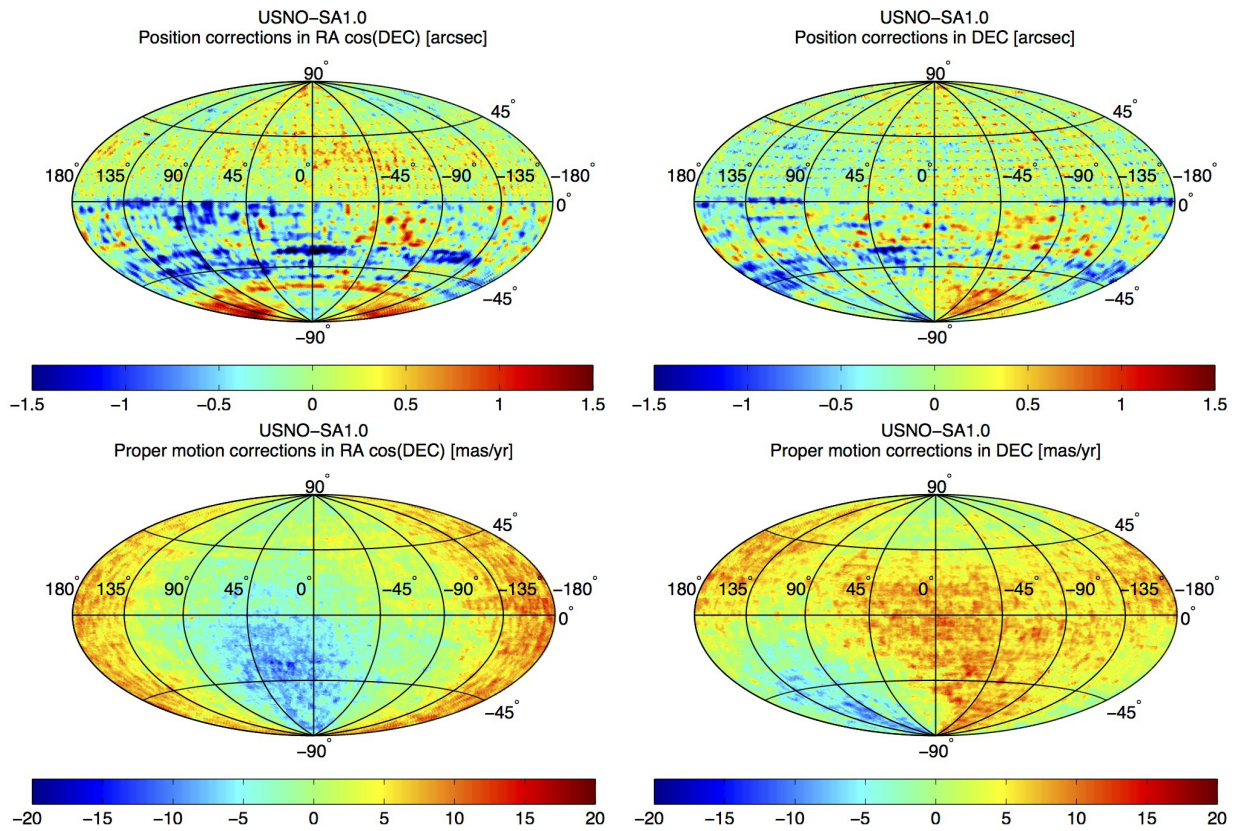 USNO-SA1.0
Position corrections in RA cos(DEC) [arcsec]
90°
45°
180° 135° 90° 45° 0° -45° -90° -135° -180°
0°
-45°
-90°
-1.5 -1 -0.5 0 0.5 1 1.5
USNO-SA1.0
Position corrections in DEC [arcsec]
90°
45°
180° 135° 90° 45° 0° -45° -90° -135° -180°
0°
-45°
-90°
-1.5 -1 -0.5 0 0.5 1 1.5
USNO-SA1.0
Proper motion corrections in RA cos(DEC) [mas/yr]
90°
45°
180° 135° 90° 45° 0° -45° -90° -135° -180°
0°
-45°
-90°
-20 -15 -10 -5 0 5 10 15 20
USNO-SA1.0
Proper motion corrections in DEC [mas/yr]
90°
45°
180° 135° 90° 45° 0° -45° -90° -135° -180°
0°
-45°
-90°
-20 -15 -10 -5 0 5 10 15 20